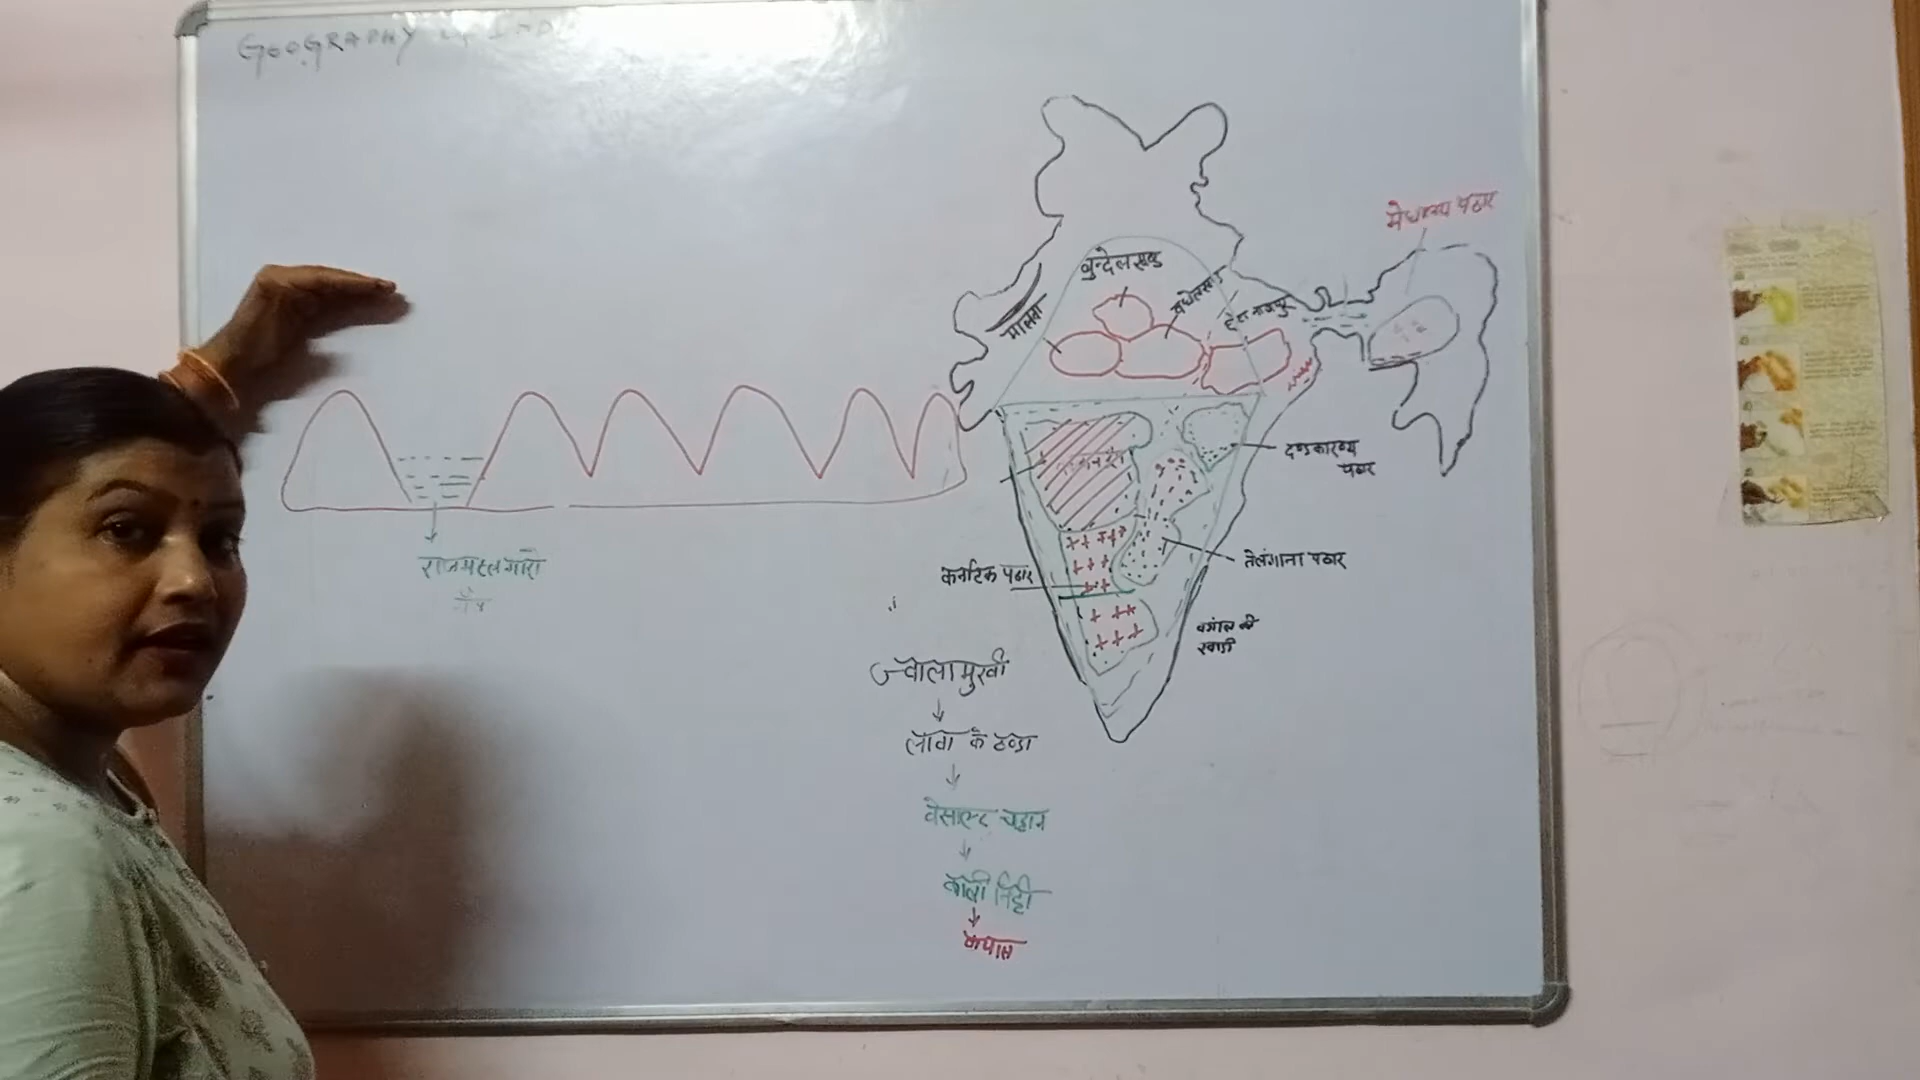 GEOGRAPHY
मेघालय पठार
बुन्देलखण्ड
बघेलखण्ड
छोटा नागपुर
मालवा
दण्डकारण्य
पठार
तेलंगाना पठार
कर्नाटक पठार
राजमहल गारो
बंगाल की
खाड़ी
ज्वालामुखी
लावा के ठण्डा
बेसाल्ट चट्टान
काली मिट्टी
कपास